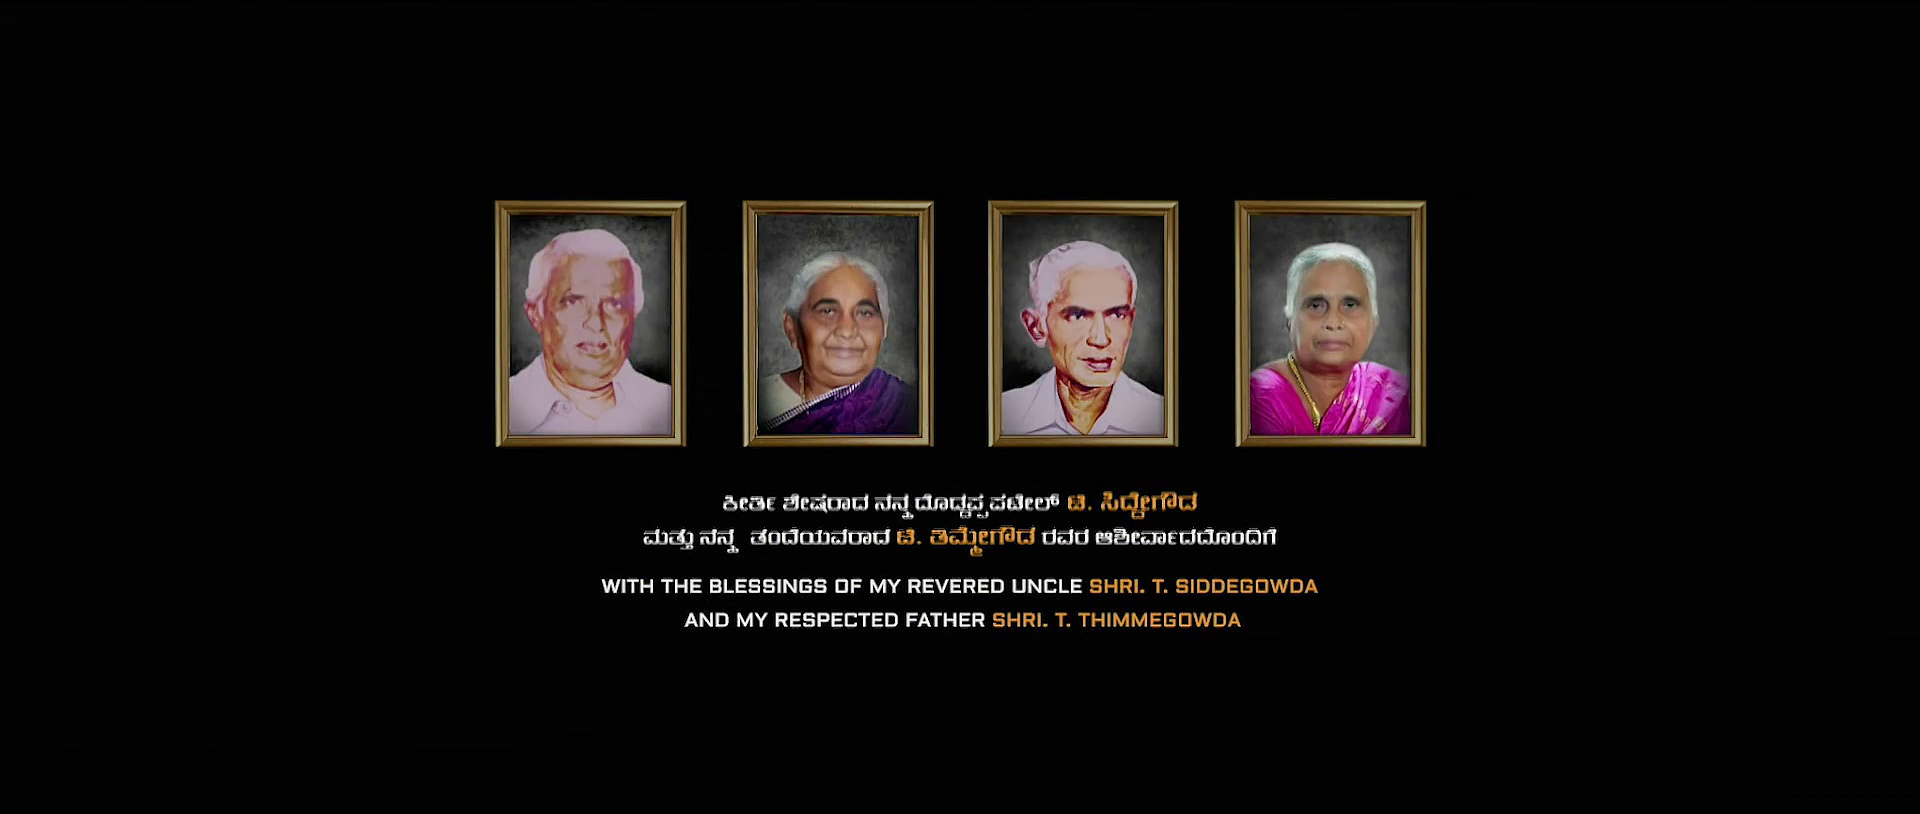 ಕೀರ್ತಿ ಶೇಷರಾದ ನನ್ನ ದೊಡ್ಡಪ್ಪ ಪಟೇಲ್ ಟಿ. ಸಿದ್ದೇಗೌಡ
ಮತ್ತು ನನ್ನ ತಂದೆಯವರಾದ ಟಿ. ತಿಮ್ಮೇಗೌಡ ರವರ ಆಶೀರ್ವಾದದೊಂದಿಗೆ
WITH THE BLESSINGS OF MY REVERED UNCLE SHRI. T. SIDDEGOWDA
AND MY RESPECTED FATHER SHRI. T. THIMMEGOWDA